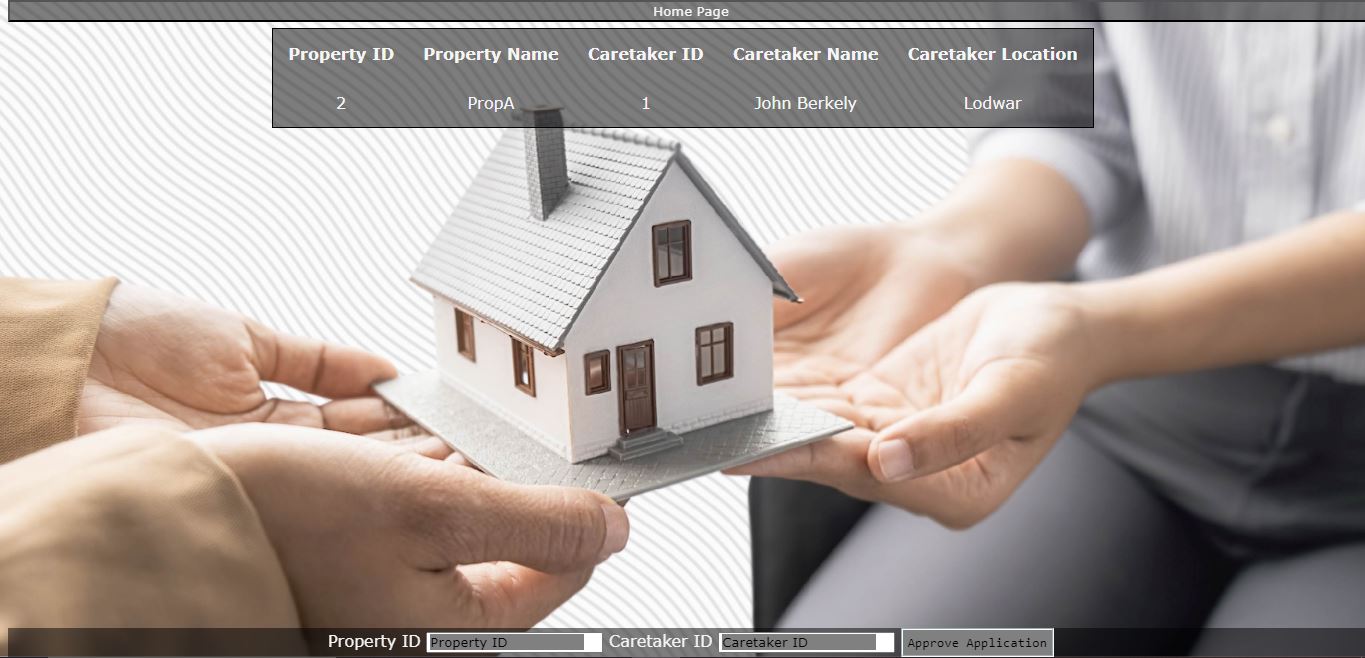 Home Page
Property ID Property Name Caretaker ID Caretaker Name Caretaker Location
2 PropA 1 John Berkely Lodwar
Property ID Property ID Caretaker ID Caretaker ID Approve Application